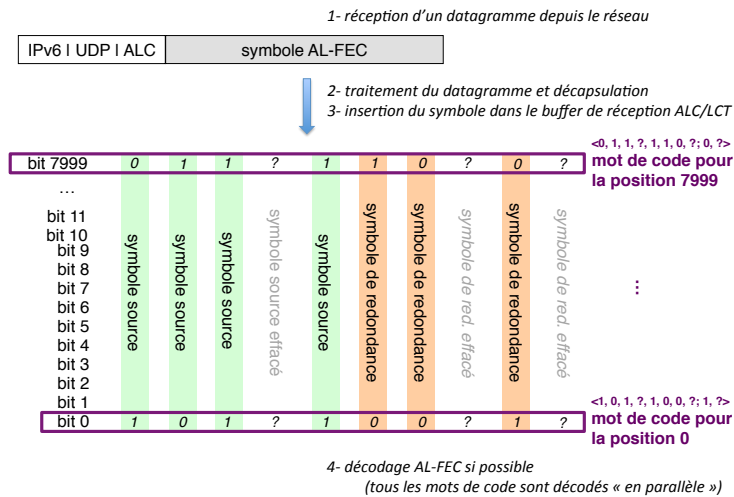 1- réception d'un datagramme depuis le réseau
IPv6 | UDP | ALC
symbole AL-FEC
2- traitement du datagramme et décapsulation
3- insertion du symbole dans le buffer de réception ALC/LCT
<0, 1, 1, ?, 1, 1, 0, ?; 0, ?>
bit 7999 0 1 1 ? 1 1 0 ? 0 ?
mot de code pour
la position 7999
...
bit 11
bit 10
bit 9
bit 8
bit 7
bit 6
bit 5
bit 4
bit 3
bit 2
bit 1
symbole source
symbole source
symbole source
symbole source effacé
symbole source
symbole de redondance
symbole de redondance
symbole de red. effacé
symbole de redondance
symbole de red. effacé
⋮
<1, 0, 1, ?, 1, 0, 0, ?; 1, ?>
bit 0 1 0 1 ? 1 0 0 ? 1 ?
mot de code pour
la position 0
4- décodage AL-FEC si possible
(tous les mots de code sont décodés « en parallèle »)